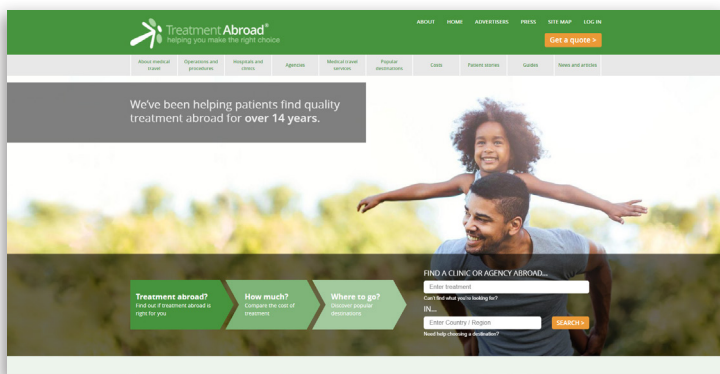 ABOUT HOME ADVERTISERS PRESS SITE MAP LOG IN
Treatment Abroad®
helping you make the right choice
Get a quote >
About medical travel
Operations and procedures
Hospitals and clinics
Agencies
Medical travel services
Popular destinations
Costs
Patient stories
Guides
News and articles
We've been helping patients find quality
treatment abroad for over 14 years.
Treatment abroad?
Find out if treatment abroad is
right for you
How much?
Compare the cost of
treatment
Where to go?
Discover popular
destinations
FIND A CLINIC OR AGENCY ABROAD...
Enter treatment
Can't find what you're looking for?
IN...
Enter Country / Region
SEARCH >
Need help choosing a destination?